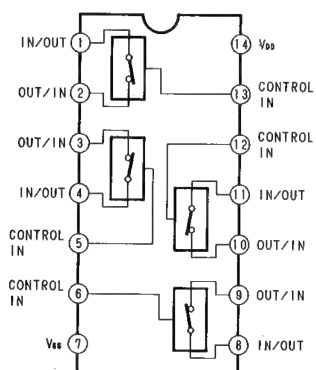 IN/OUT 1
OUT/IN 2
OUT/IN 3
IN/OUT 4
CONTROL
IN
5
CONTROL
IN
6
VSS 7
14 VDD
13 CONTROL
IN
12 CONTROL
IN
11 IN/OUT
10 OUT/IN
9 OUT/IN
8 IN/OUT